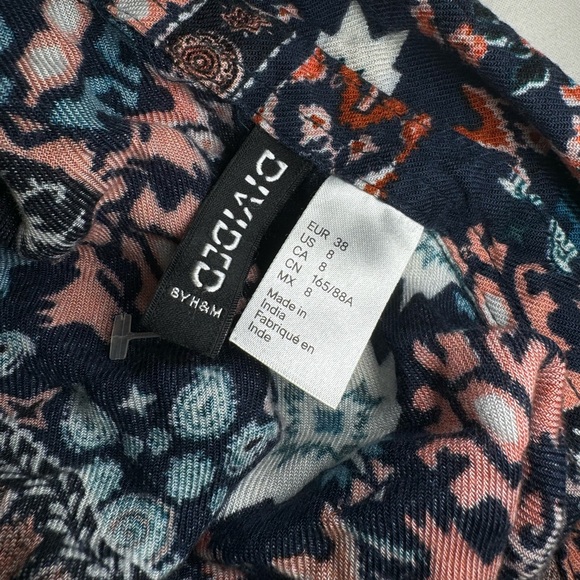 DIVIDED
BY H&M
EUR 38
US 8
CA 8
CN 165/88A
MX 8
Made in
India
Fabriqué en
Inde